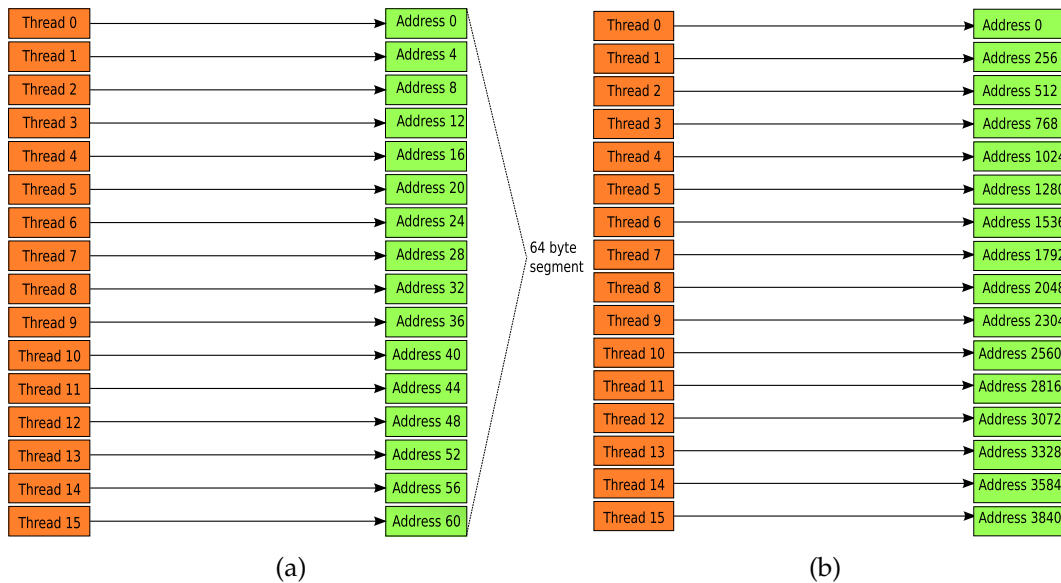 Thread 0 Address 0
Thread 1 Address 4
Thread 2 Address 8
Thread 3 Address 12
Thread 4 Address 16
Thread 5 Address 20
Thread 6 Address 24
Thread 7 Address 28
Thread 8 Address 32
Thread 9 Address 36
Thread 10 Address 40
Thread 11 Address 44
Thread 12 Address 48
Thread 13 Address 52
Thread 14 Address 56
Thread 15 Address 60
64 byte
segment
(a)
Thread 0 Address 0
Thread 1 Address 256
Thread 2 Address 512
Thread 3 Address 768
Thread 4 Address 1024
Thread 5 Address 1280
Thread 6 Address 1536
Thread 7 Address 1792
Thread 8 Address 2048
Thread 9 Address 2304
Thread 10 Address 2560
Thread 11 Address 2816
Thread 12 Address 3072
Thread 13 Address 3328
Thread 14 Address 3584
Thread 15 Address 3840
(b)